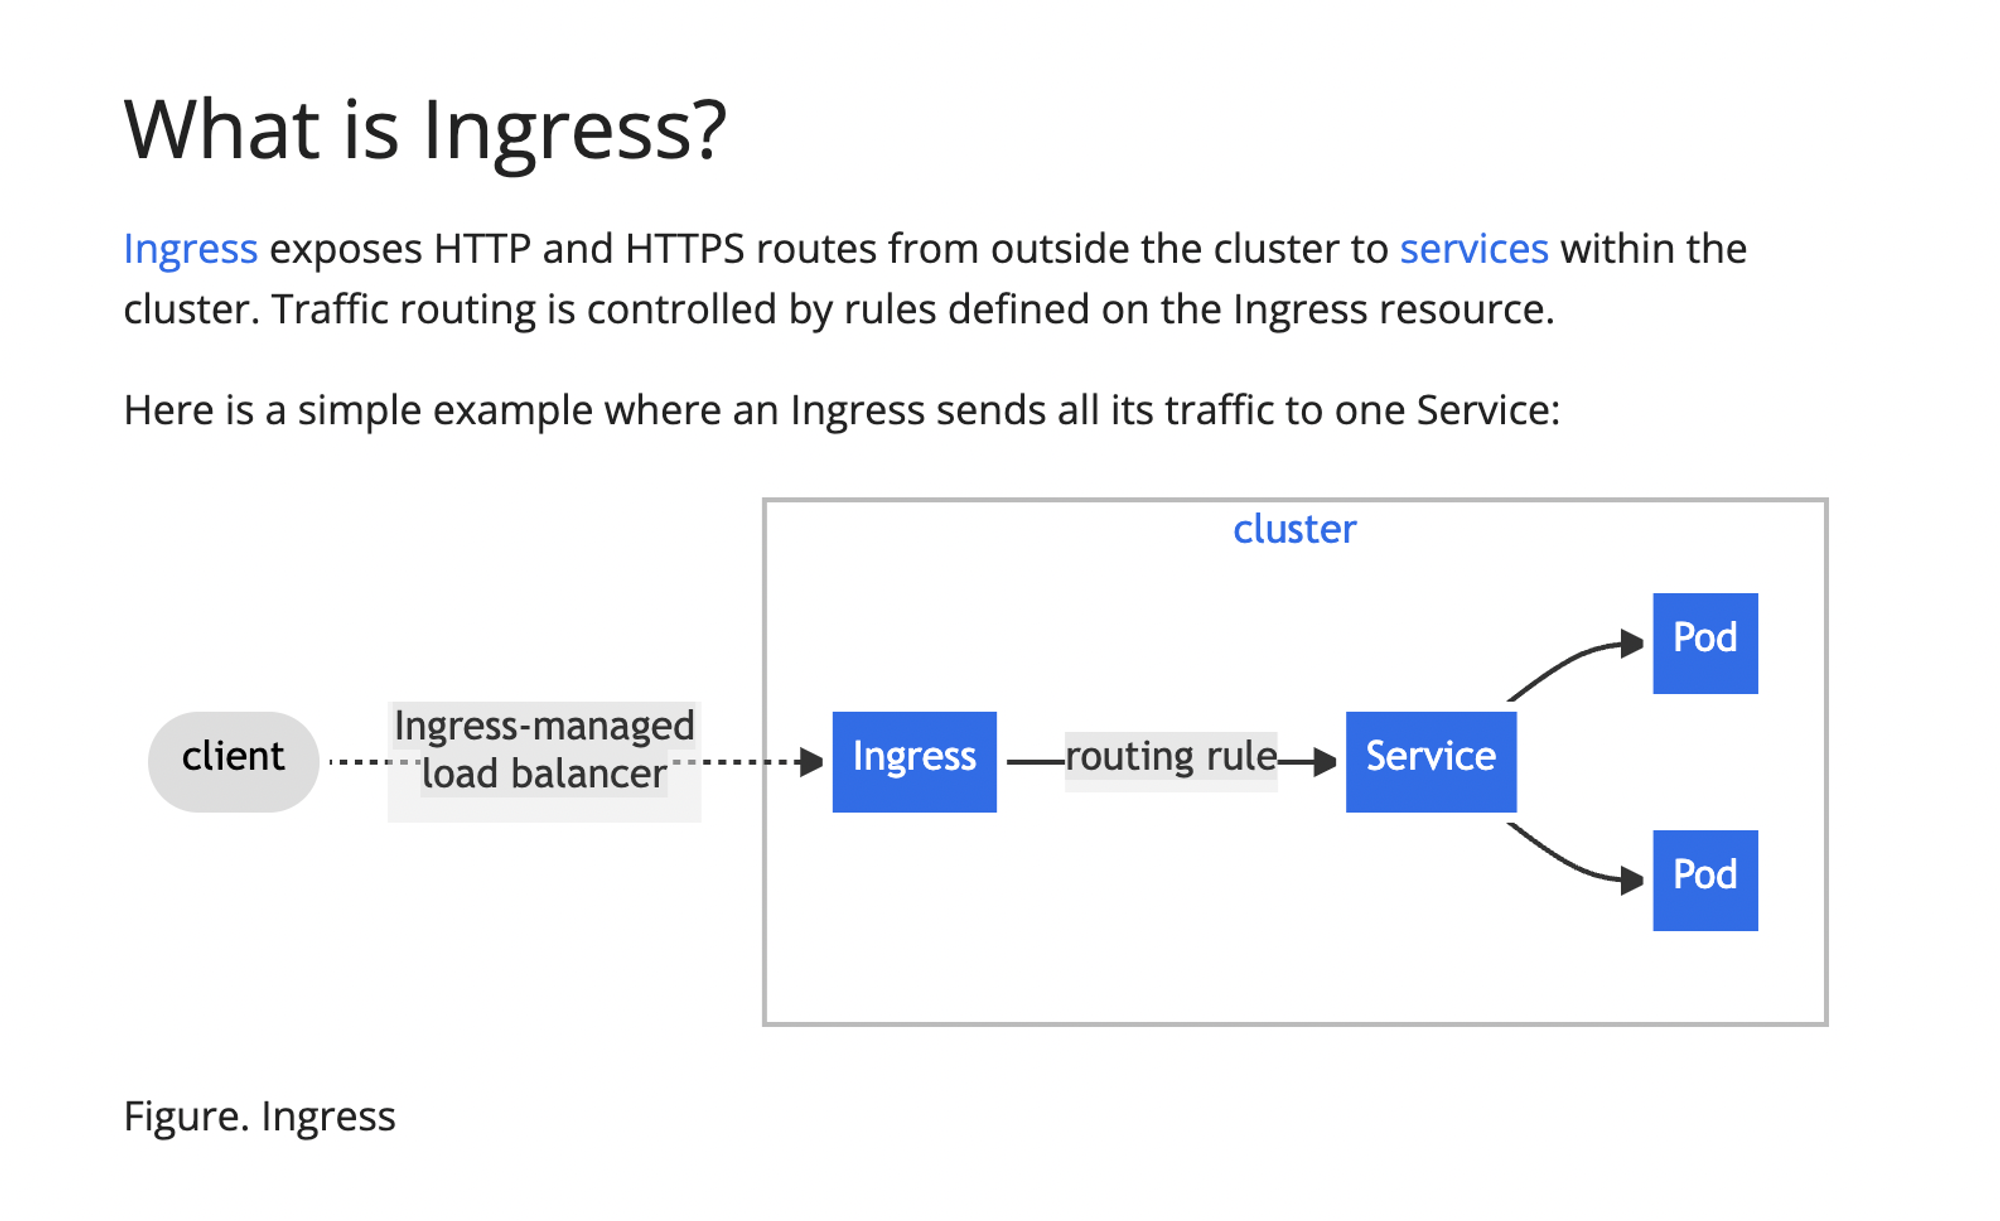 What is Ingress?
Ingress exposes HTTP and HTTPS routes from outside the cluster to services within the
cluster. Traffic routing is controlled by rules defined on the Ingress resource.
Here is a simple example where an Ingress sends all its traffic to one Service:
cluster
client
Ingress-managed
load balancer
Ingress
routing rule
Service
Pod
Pod
Figure. Ingress